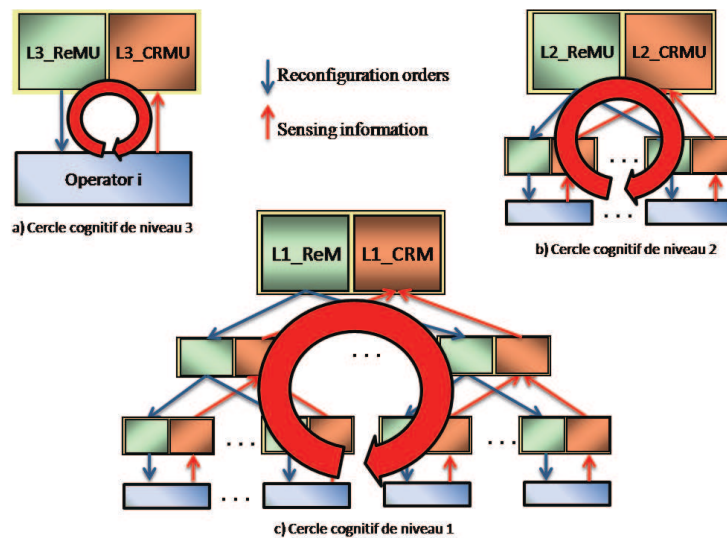 L3_ReMU L3_CRMU
Operator i
a) Cercle cognitif de niveau 3
Reconfiguration orders
Sensing information
L2_ReMU L2_CRMU
. . .
. . .
b) Cercle cognitif de niveau 2
L1_ReM L1_CRM
. . .
. . . . . .
. . . . . .
c) Cercle cognitif de niveau 1